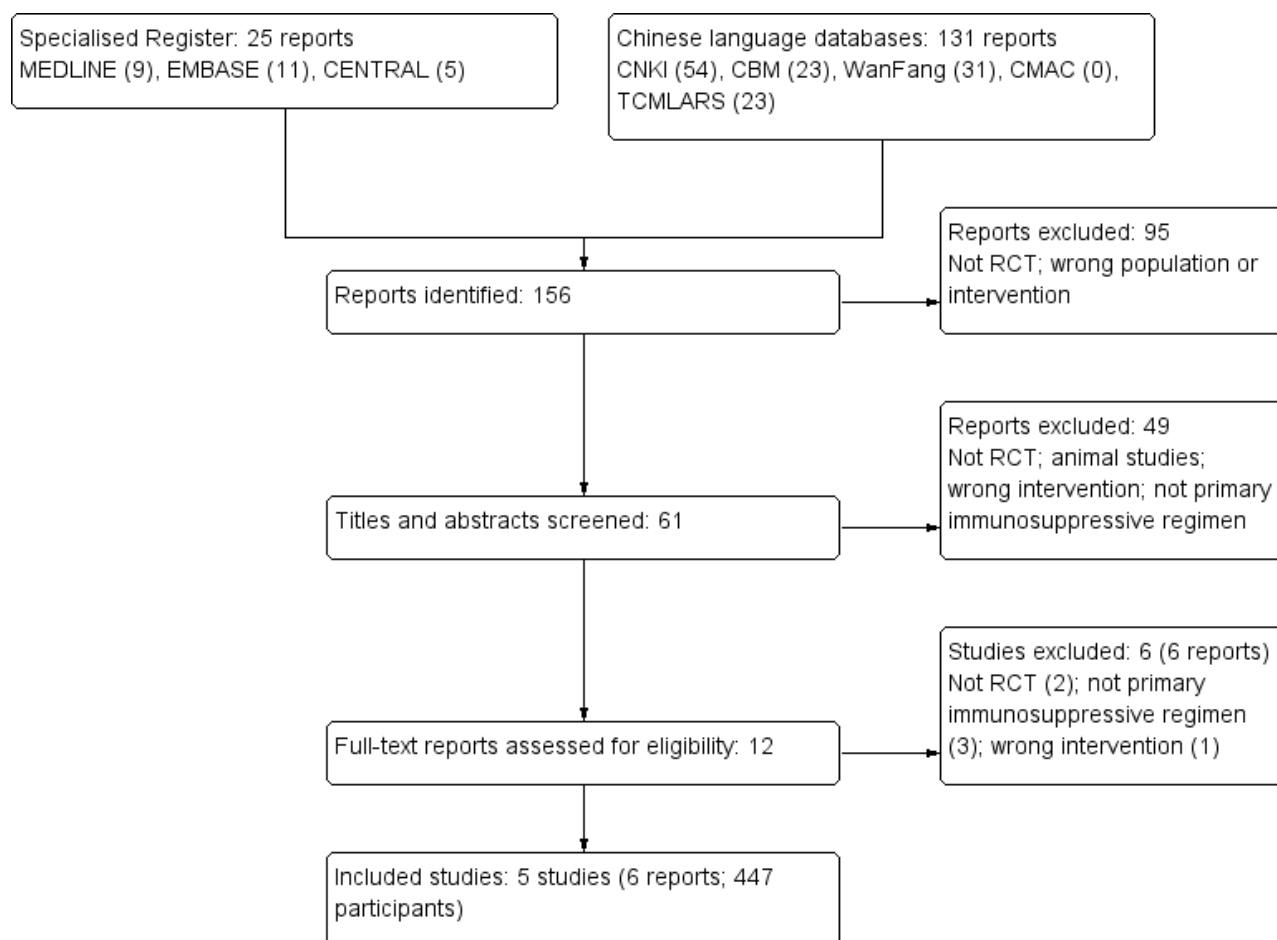 Specialised Register: 25 reports
MEDLINE (9), EMBASE (11), CENTRAL (5)
Chinese language databases: 131 reports
CNKI (54), CBM (23), WanFang (31), CMAC (0),
TCMLARS (23)
Reports identified: 156
Reports excluded: 95
Not RCT; wrong population or
intervention
Titles and abstracts screened: 61
Reports excluded: 49
Not RCT; animal studies;
wrong intervention; not primary
immunosuppressive regimen
Full-text reports assessed for eligibility: 12
Studies excluded: 6 (6 reports)
Not RCT (2); not primary
immunosuppressive regimen
(3); wrong intervention (1)
Included studies: 5 studies (6 reports; 447
participants)